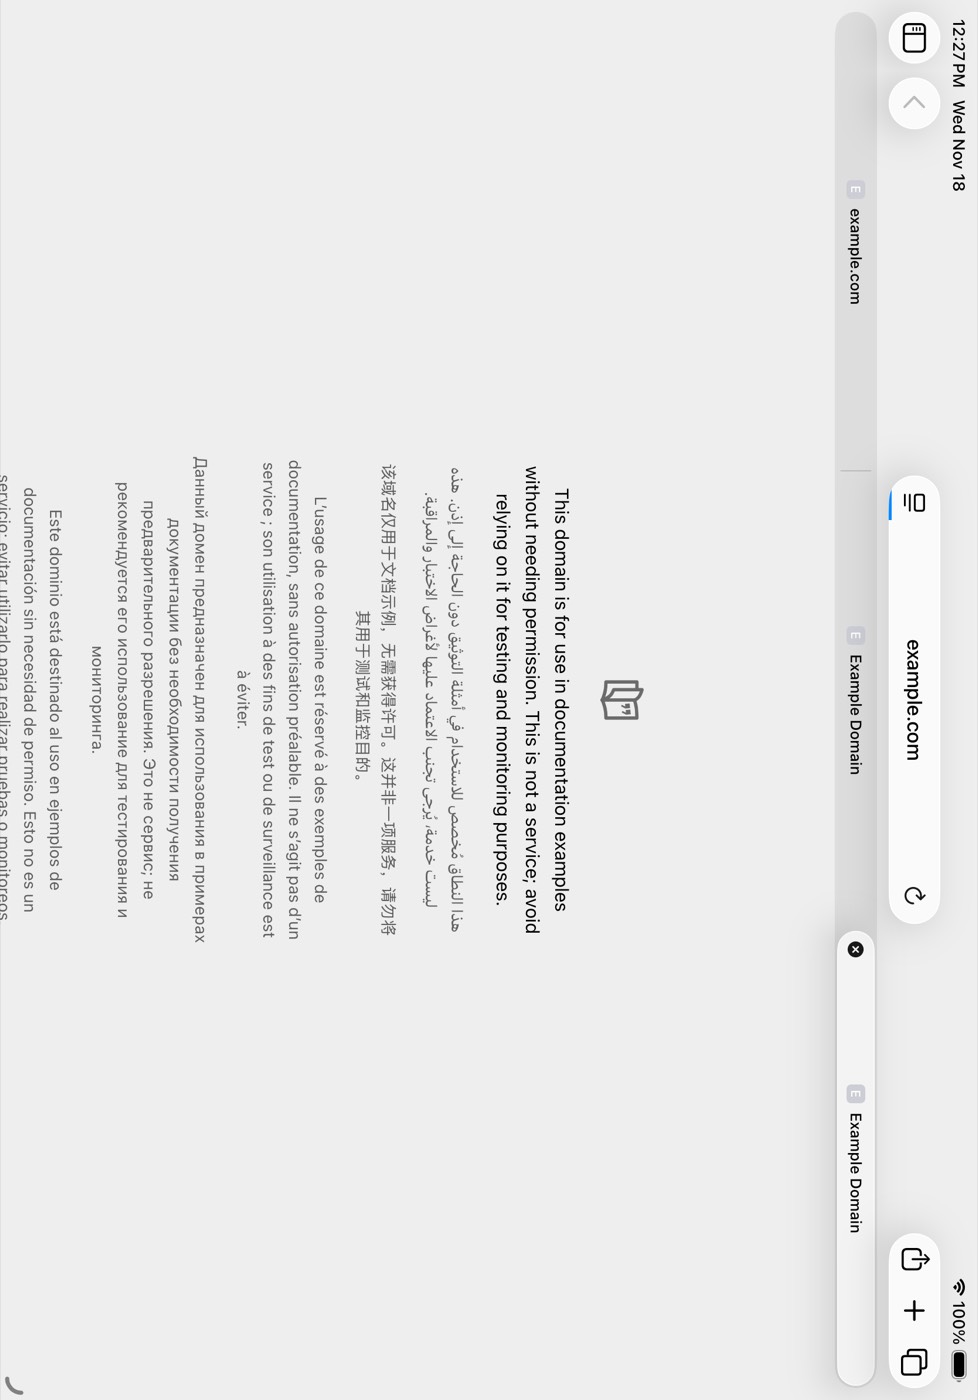 12:27 PM Wed Nov 18
100%
example.com
E example.com
E Example Domain
E Example Domain
This domain is for use in documentation examples
without needing permission. This is not a service; avoid
relying on it for testing and monitoring purposes.
هذا النطاق مُخصص للاستخدام في أمثلة التوثيق دون الحاجة إلى إذن. هذه
ليست خدمة، يُرجى تجنب الاعتماد عليها لأغراض الاختبار والمراقبة.
该域名仅用于文档示例，无需获得许可。这并非一项服务，请勿将
其用于测试和监控目的。
L’usage de ce domaine est réservé à des exemples de
documentation, sans autorisation préalable. Il ne s’agit pas d’un
service ; son utilisation à des fins de test ou de surveillance est
à éviter.
Данный домен предназначен для использования в примерах
документации без необходимости получения
предварительного разрешения. Это не сервис; не
рекомендуется его использование для тестирования и
мониторинга.
Este dominio está destinado al uso en ejemplos de
documentación sin necesidad de permiso. Esto no es un
servicio; evitar utilizarlo para realizar pruebas o monitoreos.